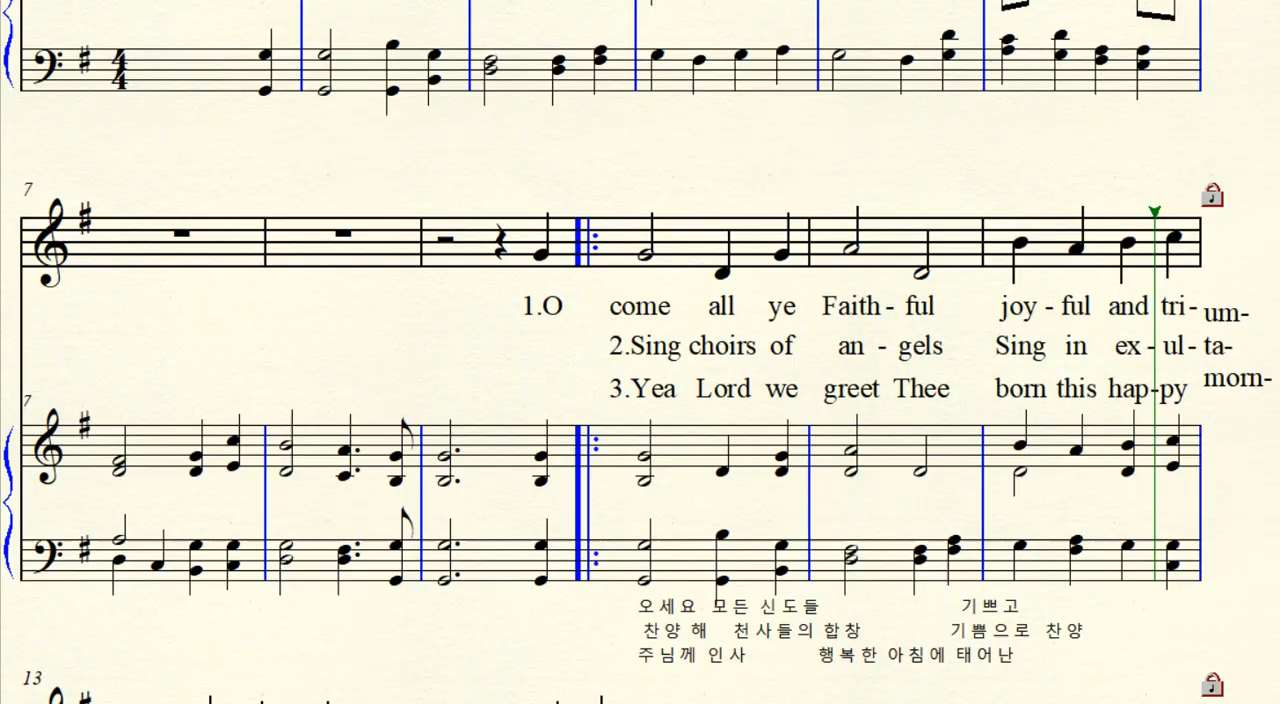 4
4
7
1.O come all ye Faith - ful joy - ful and tri - um-
2.Sing choirs of an - gels Sing in ex - ul - ta-
3.Yea Lord we greet Thee born this hap-py morn-
7
오세요 모든 신도들 기쁘고
찬양 해 천사들의 합창 기쁨으로 찬양
주님께 인사 행복한 아침에 태어난
13